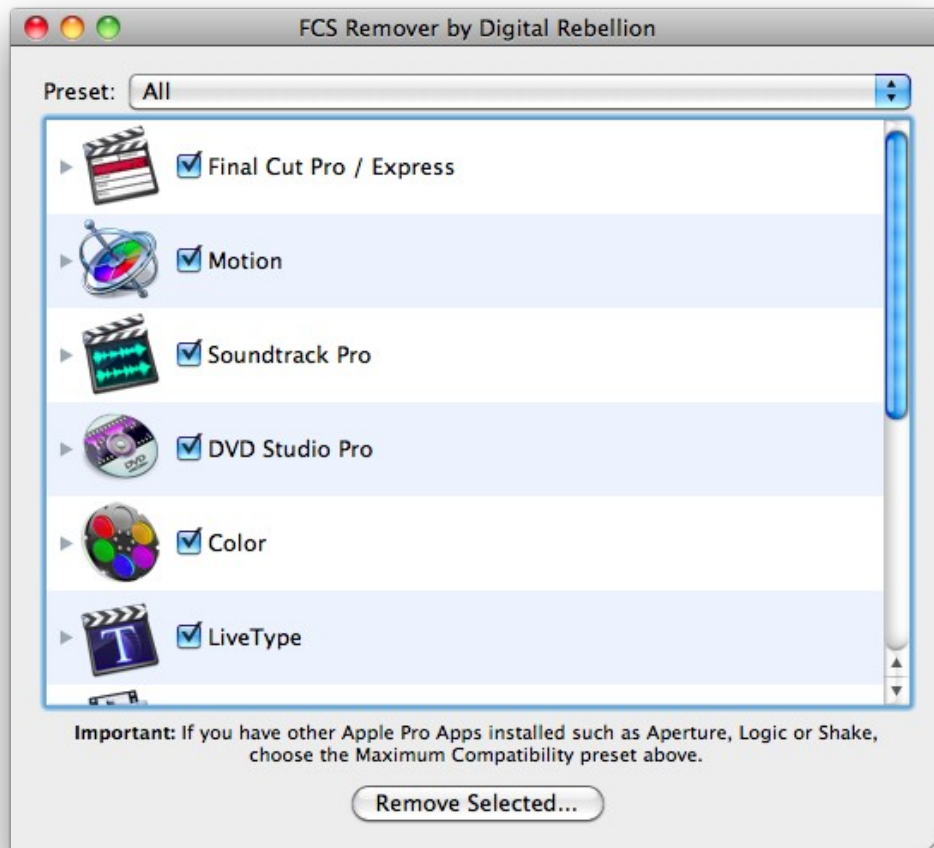 FCS Remover by Digital Rebellion
Preset: All
Final Cut Pro / Express
Motion
Soundtrack Pro
DVD Studio Pro
DVD
Color
T
LiveType
Important: If you have other Apple Pro Apps installed such as Aperture, Logic or Shake,
choose the Maximum Compatibility preset above.
Remove Selected...